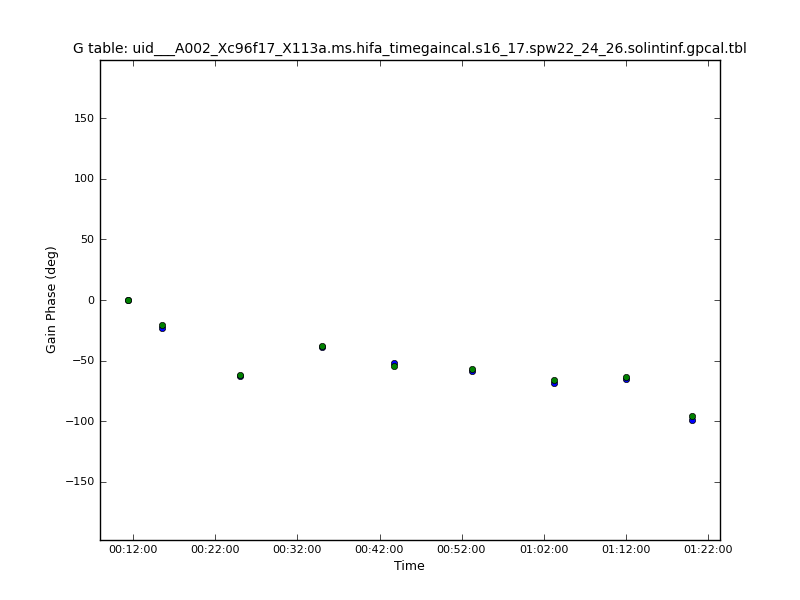 G table: uid___A002_Xc96f17_X113a.ms.hifa_timegaincal.s16_17.spw22_24_26.solintinf.gpcal.tbl
150
100
50
0
−50
−100
−150
Gain Phase (deg)
00:12:00 00:22:00 00:32:00 00:42:00 00:52:00 01:02:00 01:12:00 01:22:00
Time